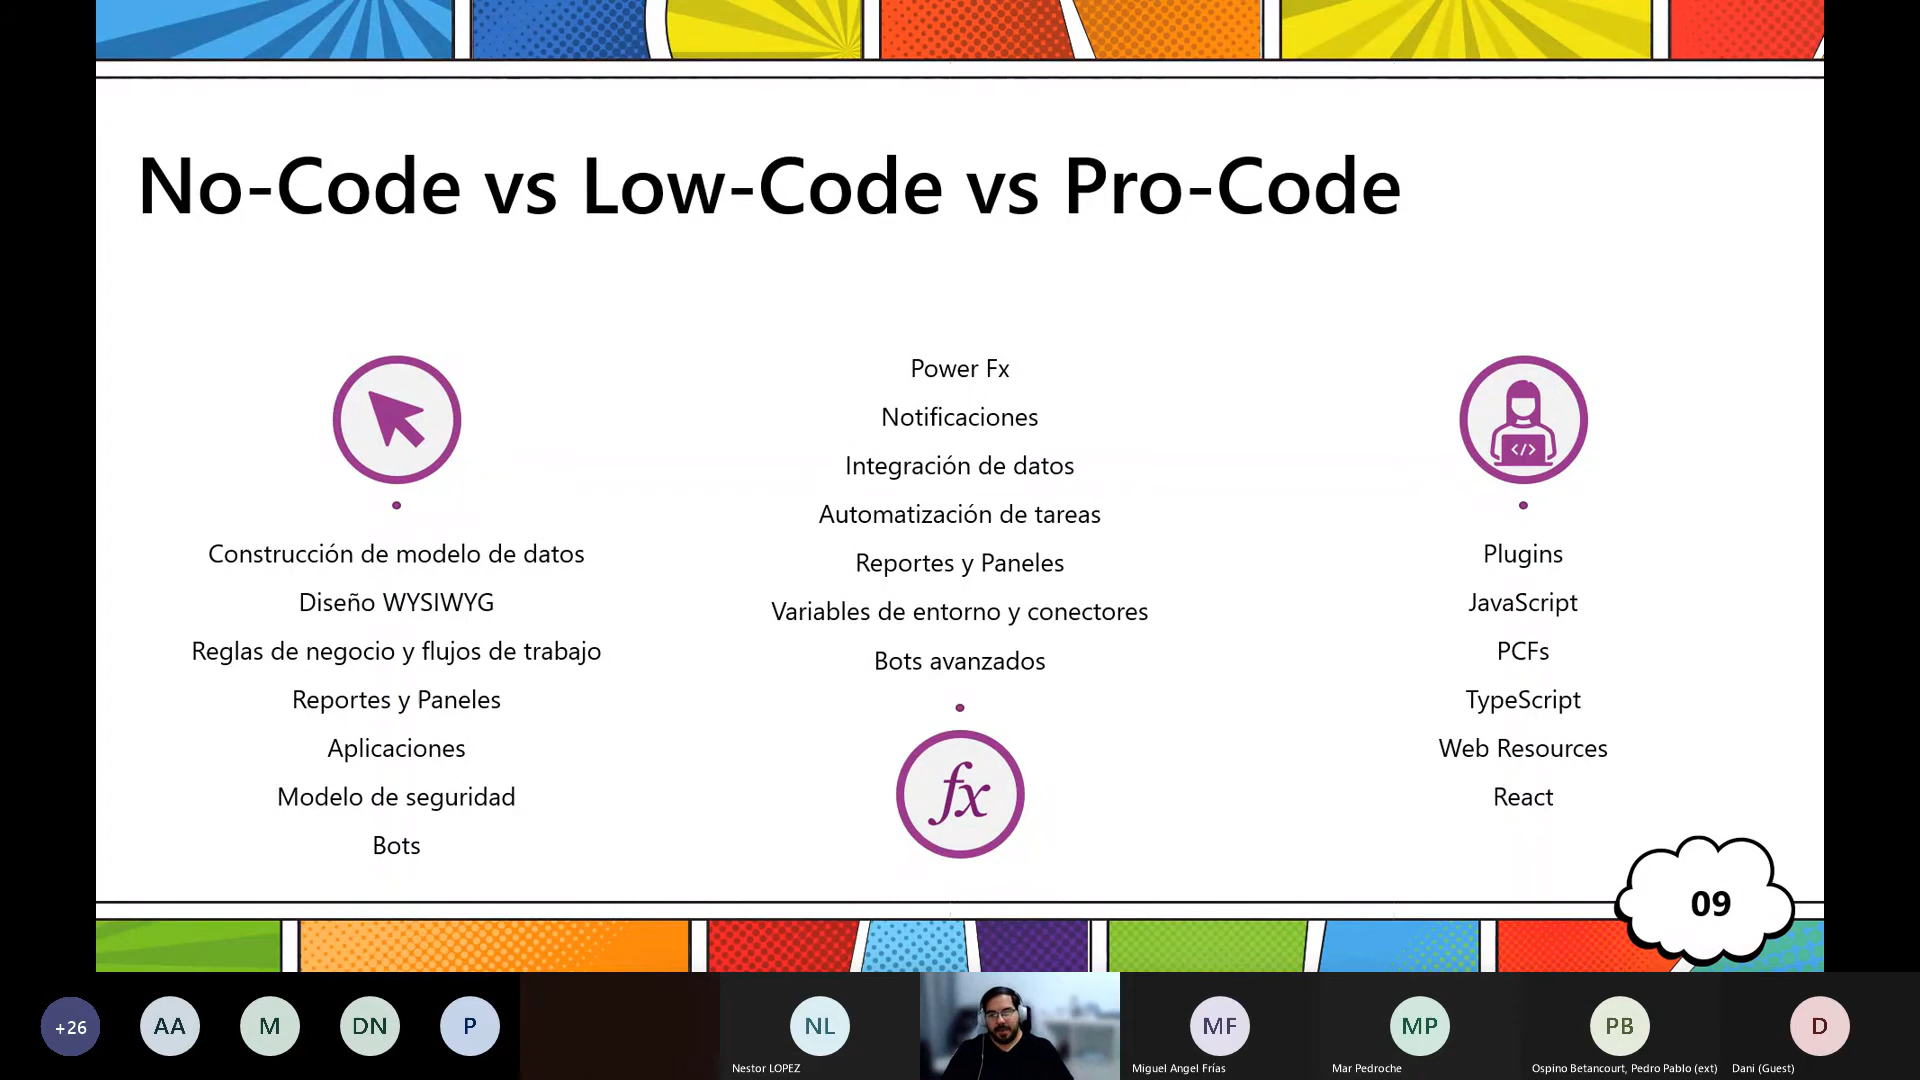 No-Code vs Low-Code vs Pro-Code
Construcción de modelo de datos
Diseño WYSIWYG
Reglas de negocio y flujos de trabajo
Reportes y Paneles
Aplicaciones
Modelo de seguridad
Bots
Power Fx
Notificaciones
Integración de datos
Automatización de tareas
Reportes y Paneles
Variables de entorno y conectores
Bots avanzados
fx
</>
Plugins
JavaScript
PCFs
TypeScript
Web Resources
React
09
+26
AA
M
DN
P
NL
Nestor LOPEZ
MF
Miguel Angel Frías
MP
Mar Pedroche
PB
Ospino Betancourt, Pedro Pablo (ext)
D
Dani (Guest)